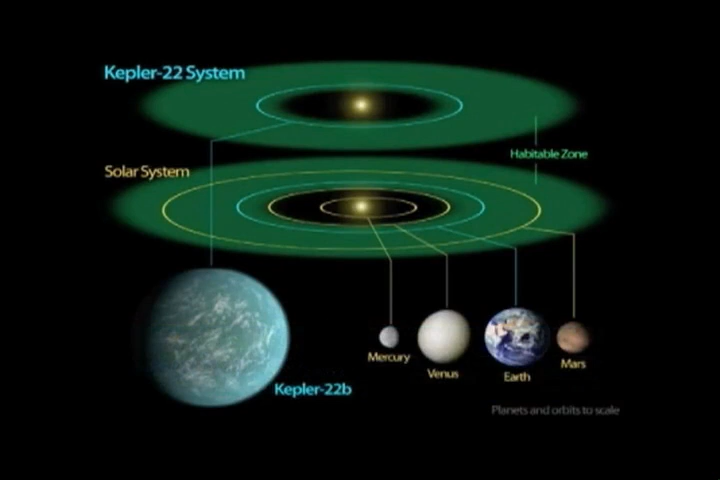 Kepler-22 System
Habitable Zone
Solar System
Mercury
Venus
Earth
Mars
Kepler-22b
Planets and orbits to scale